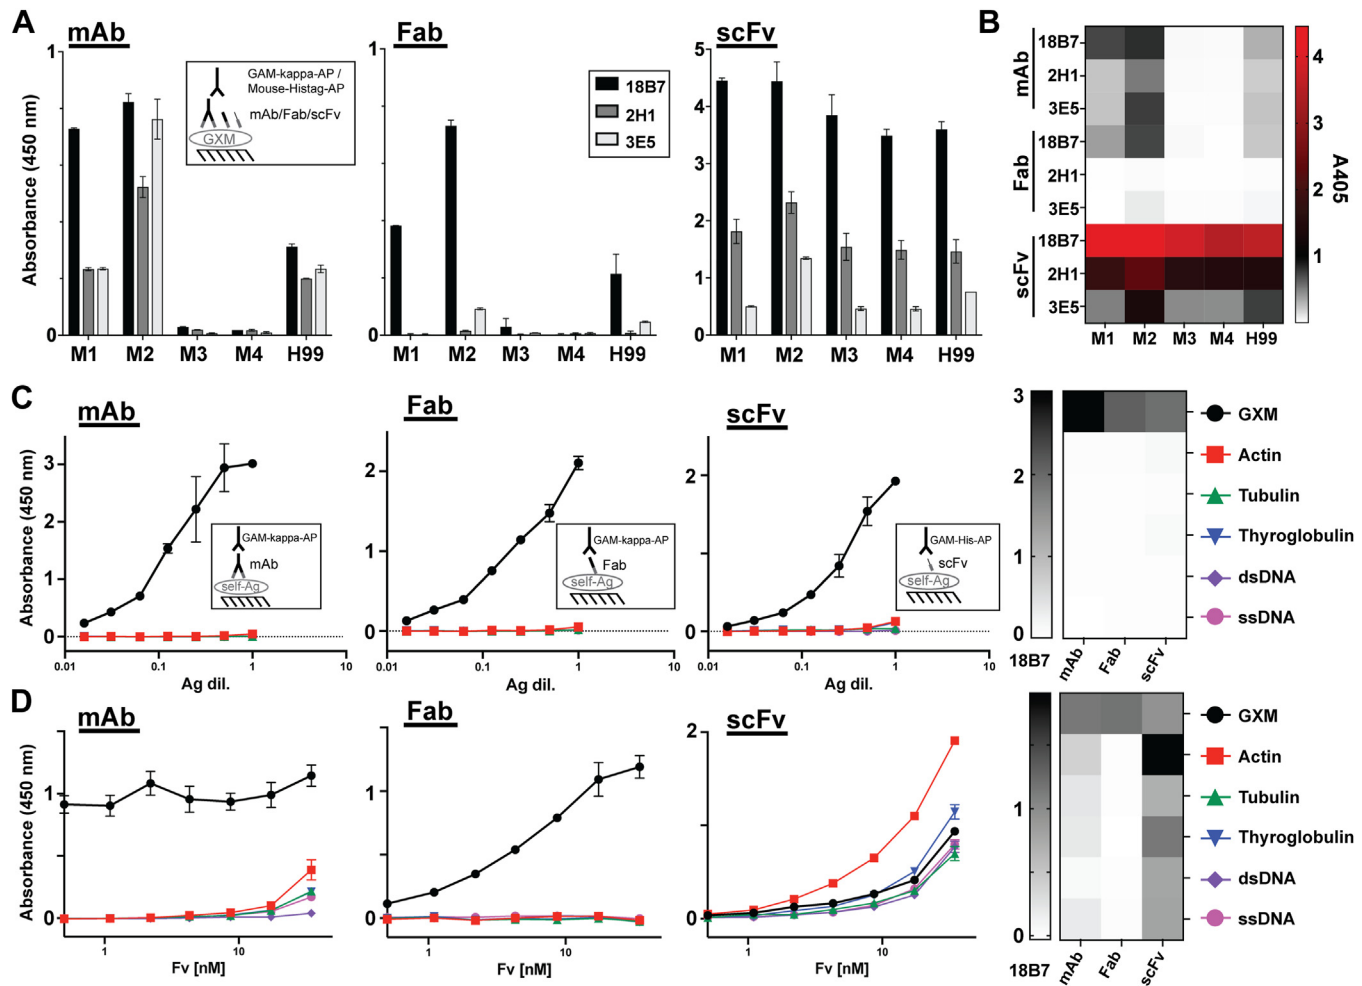 A
mAb
Absorbance (450 nm)
1
0
M1 M2 M3 M4 H99
GAM-kappa-AP /
Mouse-Histag-AP
mAb/Fab/scFv
GXM
Fab
1
0
M1 M2 M3 M4 H99
18B7
2H1
3E5
scFv
5
4
3
2
1
0
M1 M2 M3 M4 H99
B
mAb
18B7
2H1
3E5
Fab
18B7
2H1
3E5
scFv
18B7
2H1
3E5
M1 M2 M3 M4 H99
4
3
2
1
A405
C
mAb
Absorbance (450 nm)
3
2
1
0
0.01 0.1 1 10
Ag dil.
GAM-kappa-AP
mAb
self-Ag
Fab
2
1
0
0.01 0.1 1 10
Ag dil.
GAM-kappa-AP
Fab
self-Ag
scFv
2
1
0
0.01 0.1 1 10
Ag dil.
GAM-His-AP
scFv
self-Ag
3
2
1
0
18B7
mAb
Fab
scFv
GXM
Actin
Tubulin
Thyroglobulin
dsDNA
ssDNA
D
mAb
Absorbance (450 nm)
1
0
1 10
Fv [nM]
Fab
1
0
1 10
Fv [nM]
scFv
2
1
0
1 10
Fv [nM]
1
0
18B7
mAb
Fab
scFv
GXM
Actin
Tubulin
Thyroglobulin
dsDNA
ssDNA